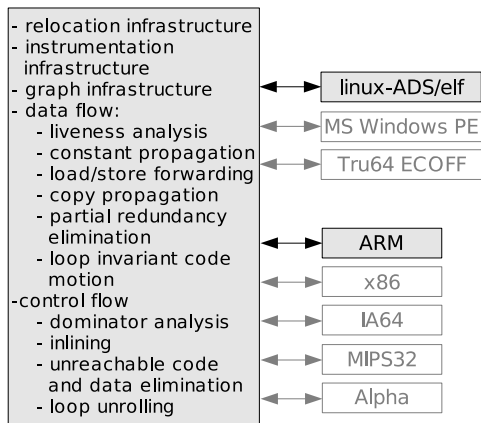 - relocation infrastructure
- instrumentation
infrastructure
- graph infrastructure
- data flow:
- liveness analysis
- constant propagation
- load/store forwarding
- copy propagation
- partial redundancy
elimination
- loop invariant code
motion
-control flow
- dominator analysis
- inlining
- unreachable code
and data elimination
- loop unrolling
linux-ADS/elf
MS Windows PE
Tru64 ECOFF
ARM
x86
IA64
MIPS32
Alpha